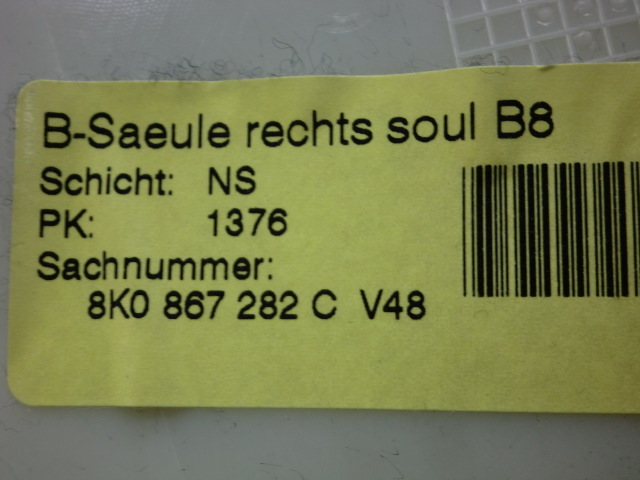 B-Saeule rechts soul B8
Schicht: NS
PK: 1376
Sachnummer:
8K0 867 282 C V48